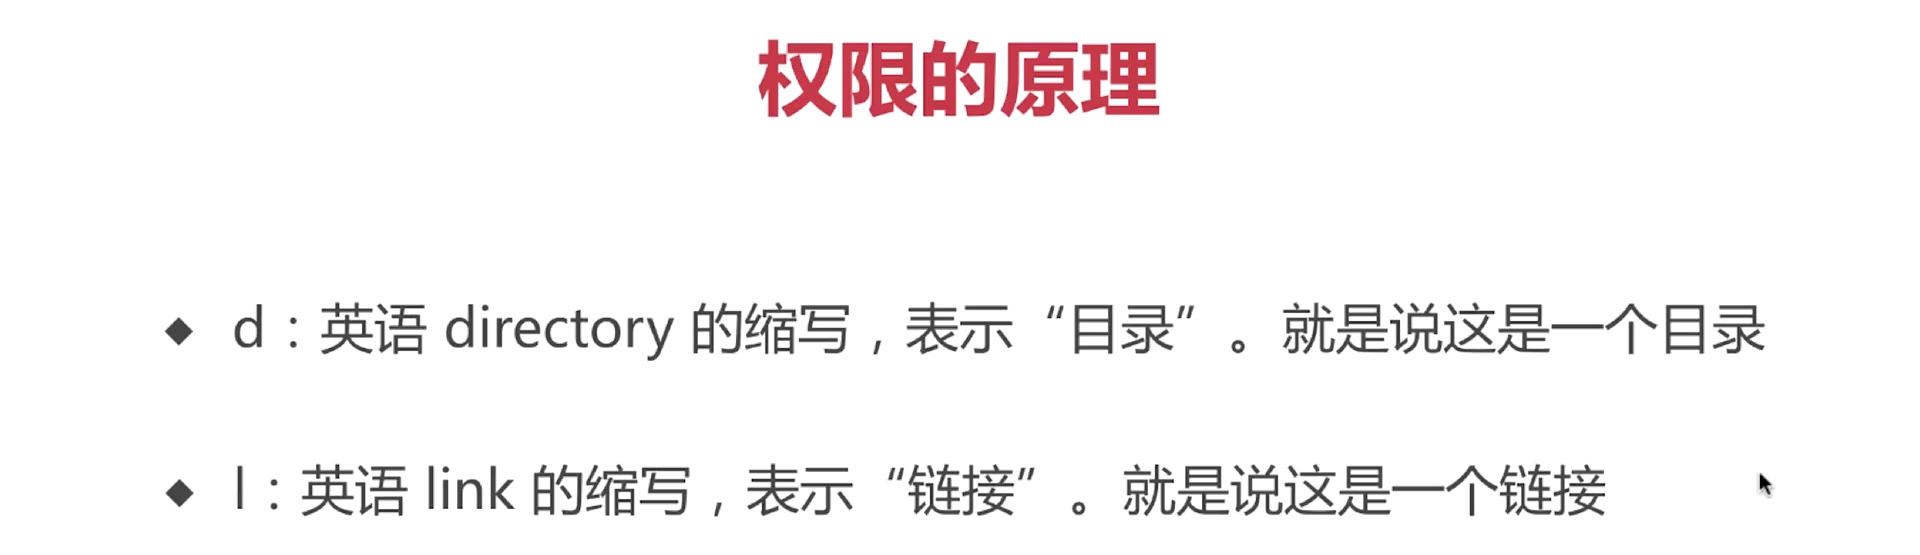 权限的原理
◆ d：英语 directory 的缩写，表示“目录”。就是说这是一个目录
◆ l：英语 link 的缩写，表示“链接”。就是说这是一个链接